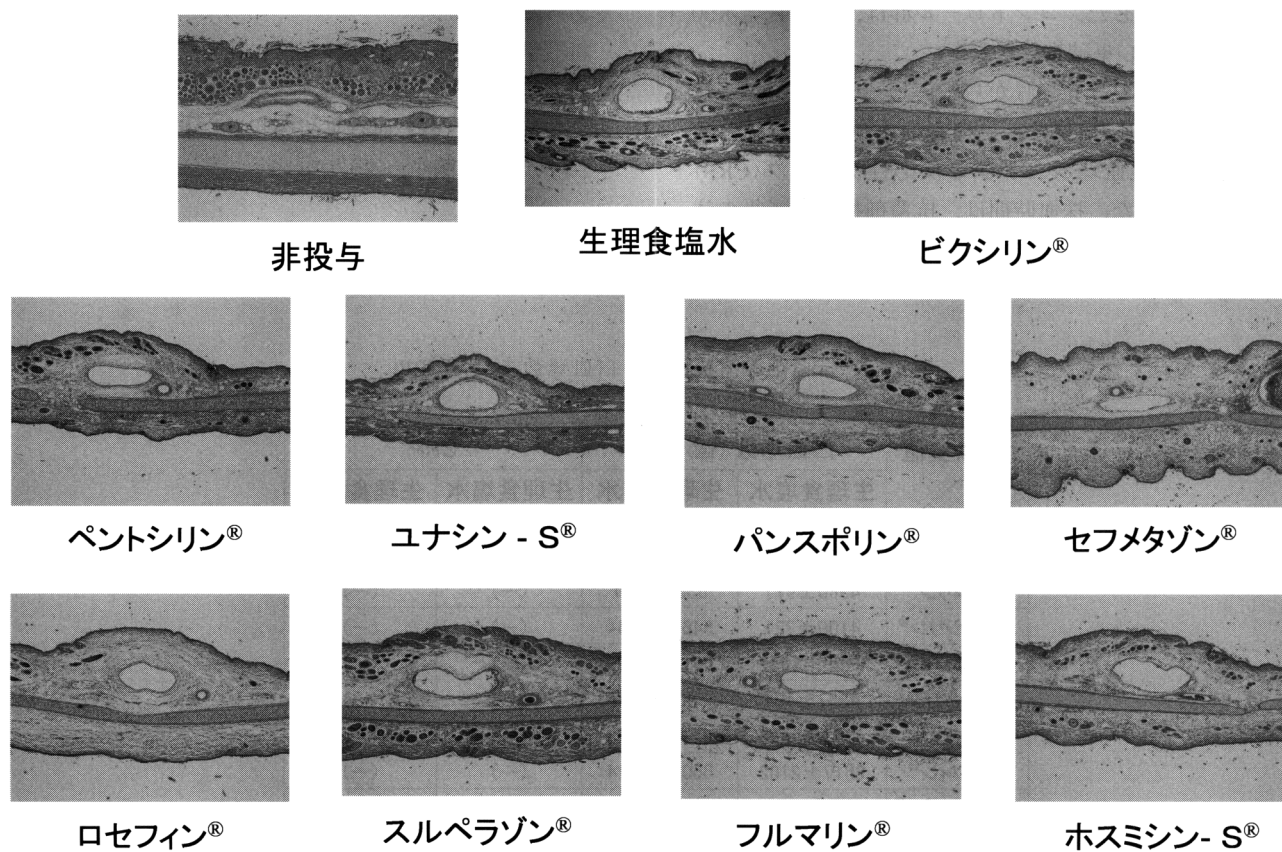 非投与
生理食塩水
ビクシリン®
ペントシリン®
ユナシン - S®
パンスポリン®
セフメタゾン®
ロセフィン®
スルペラゾン®
フルマリン®
ホスミシン- S®